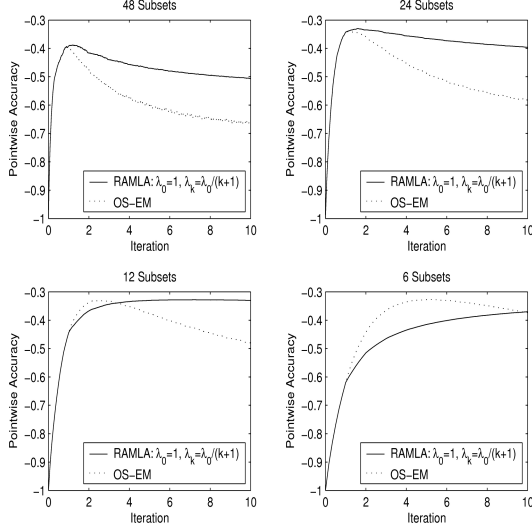 48 Subsets
−0.3
−0.4
−0.5
−0.6
−0.7
−0.8
−0.9
−1
Pointwise Accuracy
RAMLA: λ0=1, λk=λ0/(k+1)
OS−EM
0 2 4 6 8 10
Iteration
24 Subsets
−0.3
−0.4
−0.5
−0.6
−0.7
−0.8
−0.9
−1
Pointwise Accuracy
RAMLA: λ0=1, λk=λ0/(k+1)
OS−EM
0 2 4 6 8 10
Iteration
12 Subsets
−0.3
−0.4
−0.5
−0.6
−0.7
−0.8
−0.9
−1
Pointwise Accuracy
RAMLA: λ0=1, λk=λ0/(k+1)
OS−EM
0 2 4 6 8 10
Iteration
6 Subsets
−0.3
−0.4
−0.5
−0.6
−0.7
−0.8
−0.9
−1
Pointwise Accuracy
RAMLA: λ0=1, λk=λ0/(k+1)
OS−EM
0 2 4 6 8 10
Iteration